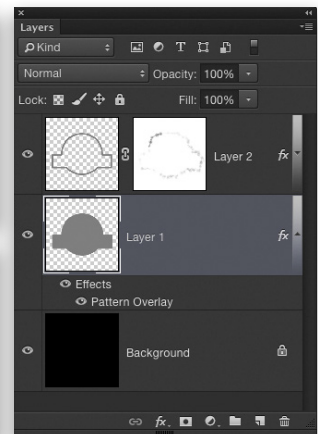 Layers
Kind
Normal Opacity: 100%
Lock: Fill: 100%
Layer 2 fx
Layer 1 fx
Effects
Pattern Overlay
Background
fx